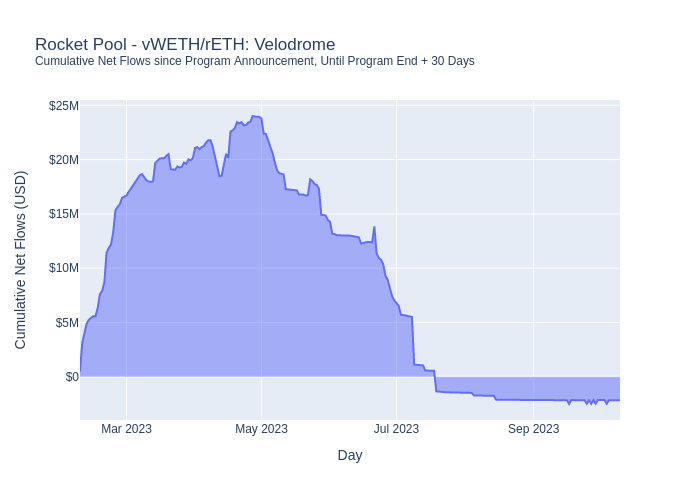 Rocket Pool - vWETH/rETH: Velodrome
Cumulative Net Flows since Program Announcement, Until Program End + 30 Days
Cumulative Net Flows (USD)
$25M
$20M
$15M
$10M
$5M
$0
Mar 2023
May 2023
Jul 2023
Sep 2023
Day